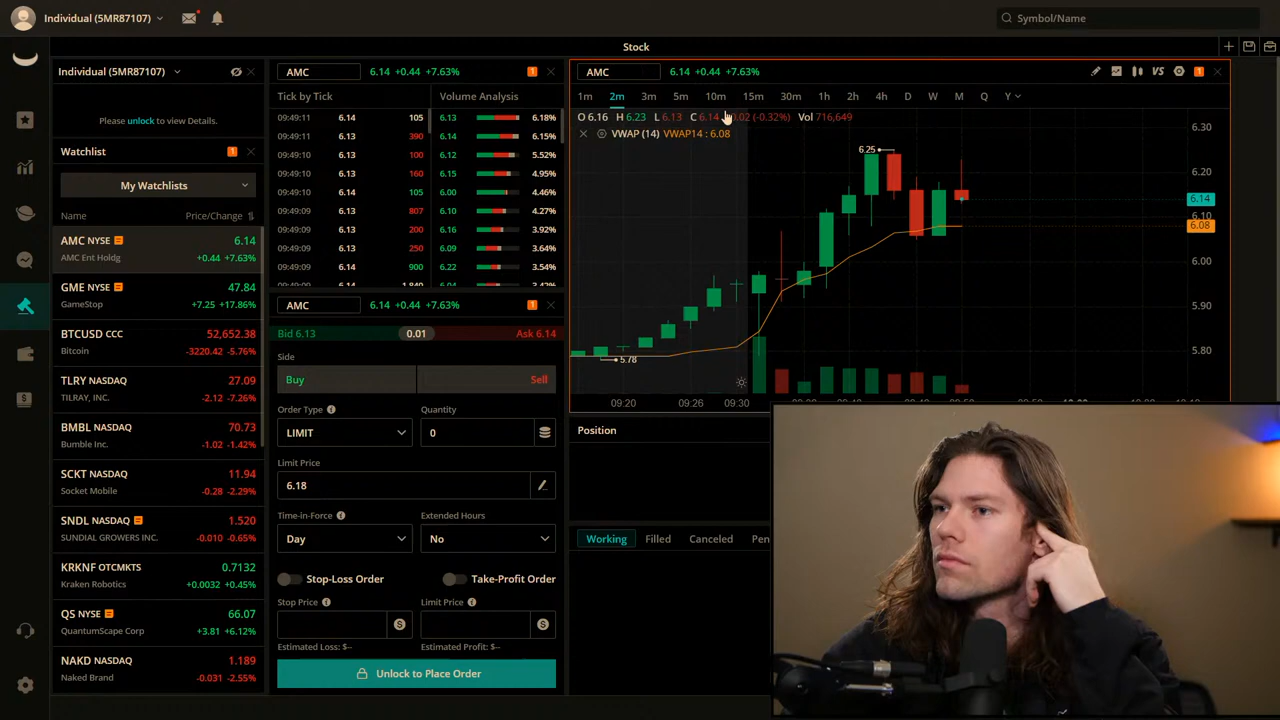 Individual (5MR87107)
Symbol/Name
Stock
Individual (5MR87107)
Please unlock to view Details.
Watchlist
1
My Watchlists
Name Price/Change
AMC NYSE 6.14
AMC Ent Holdg +0.44 +7.63%
GME NYSE 47.84
GameStop +7.25 +17.86%
BTCUSD CCC 52,652.38
Bitcoin -3220.42 -5.76%
TLRY NASDAQ 27.09
TILRAY, INC. -2.12 -7.26%
BMBL NASDAQ 70.73
Bumble Inc. -1.02 -1.42%
SCKT NASDAQ 11.94
Socket Mobile -0.28 -2.29%
SNDL NASDAQ 1.520
SUNDIAL GROWERS INC. -0.010 -0.65%
KRKNF OTCMKTS 0.7132
Kraken Robotics +0.0032 +0.45%
QS NYSE 66.07
QuantumScape Corp +3.81 +6.12%
NAKD NASDAQ 1.189
Naked Brand -0.031 -2.55%
AMC 6.14 +0.44 +7.63% 1
Tick by Tick Volume Analysis
09:49:11 6.14 105 6.13 6.18%
09:49:11 6.14 390 6.14 6.15%
09:49:10 6.14 100 6.12 5.52%
09:49:10 6.13 160 6.15 4.95%
09:49:10 6.14 105 6.00 4.46%
09:49:09 6.13 807 6.10 4.27%
09:49:09 6.13 200 6.16 3.92%
09:49:09 6.13 250 6.09 3.64%
09:49:09 6.14 900 6.22 3.54%
AMC 6.14 +0.44 +7.63% 1
Bid 6.13 0.01 Ask 6.14
Side
Buy Sell
Order Type Quantity
LIMIT 0
Limit Price
6.18
Time-in-Force Extended Hours
Day No
Stop-Loss Order Take-Profit Order
Stop Price Limit Price
Estimated Loss: $-- Estimated Profit: $--
Unlock to Place Order
AMC 6.14 +0.44 +7.63% VS 1
1m 2m 3m 5m 10m 15m 30m 1h 2h 4h D W M Q Y
O 6.16 H 6.23 L 6.13 C 6.14 0.02 (-0.32%) Vol 716,649
VWAP (14) VWAP14 : 6.08
6.30
6.25
6.20
6.14
6.10
6.08
6.00
5.90
5.80
5.78
09:20 09:26 09:30
Position
Working Filled Canceled Pen